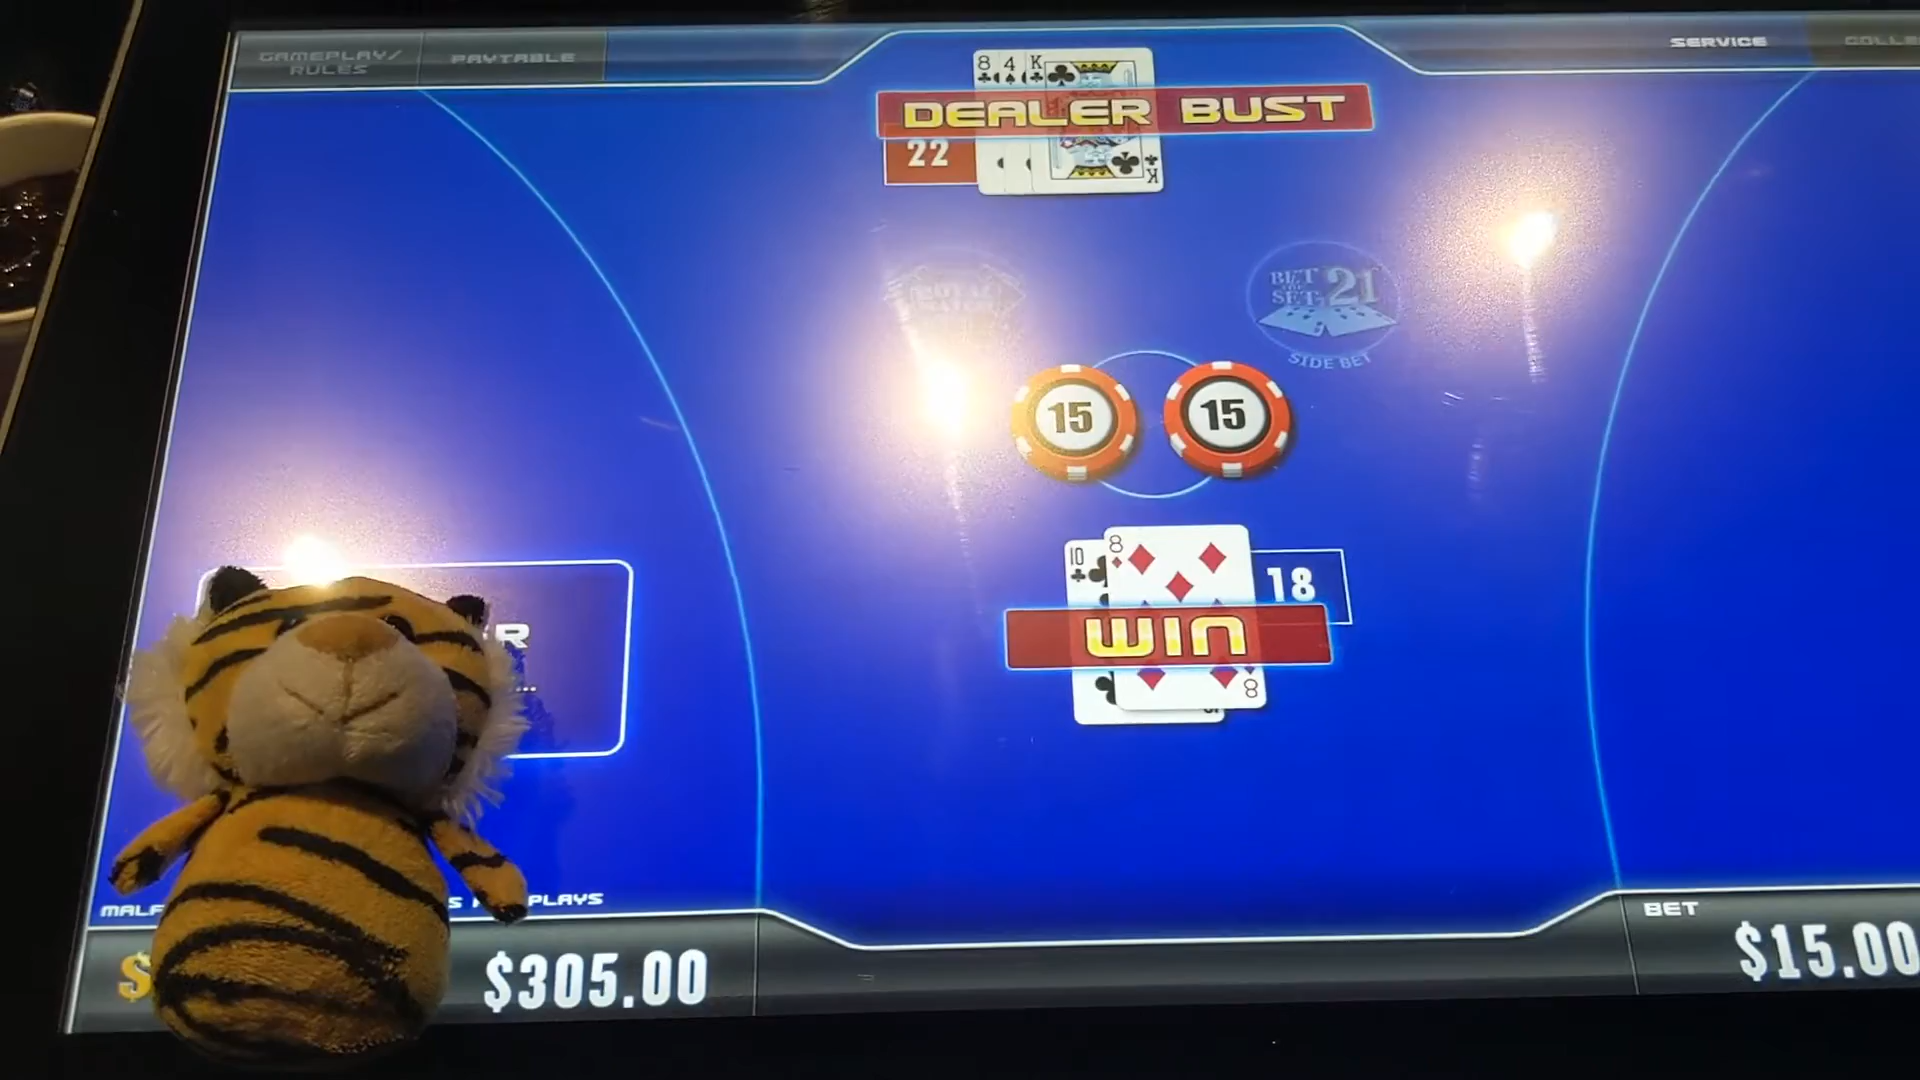 GAMEPLAY/
RULES
PAYTABLE
SERVICE
8 4 K
DEALER BUST
22
K
BET
THE
SET 21
SIDE BET
15 15
10 8
18
WIN
8
R
...
PLAYS
BET
$
$305.00
$15.00